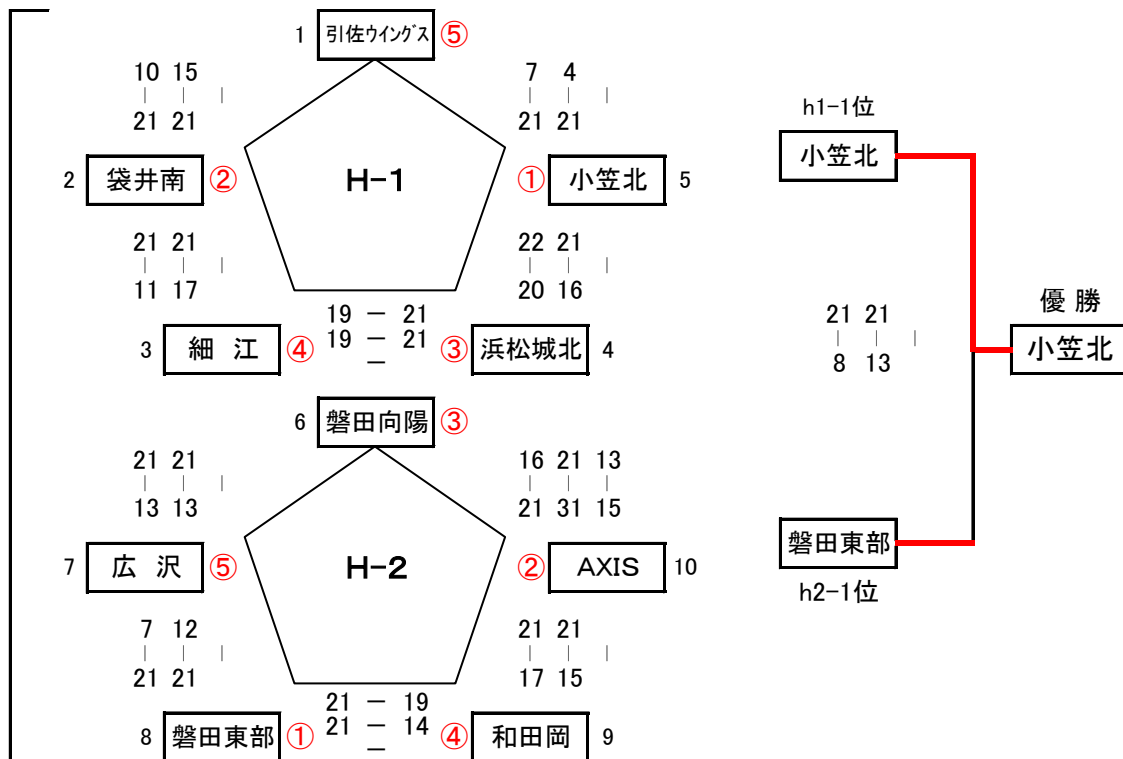 1 引佐ウイングス ⑤
10 15
| | |
21 21
7 4
| | |
21 21
2 袋井南 ②
H-1
① 小笠北 5
21 21
| | |
11 17
22 21
| | |
20 16
19 － 21
19 － 21
－
3 細 江 ④
③ 浜松城北 4
6 磐田向陽 ③
21 21
| | |
13 13
16 21 13
| | |
21 31 15
7 広 沢 ⑤
H-2
② AXIS 10
7 12
| | |
21 21
21 21
| | |
17 15
21 － 19
21 － 14
－
8 磐田東部 ①
④ 和田岡 9
h1-1位
小笠北
21 21
| | |
8 13
優 勝
小笠北
磐田東部
h2-1位